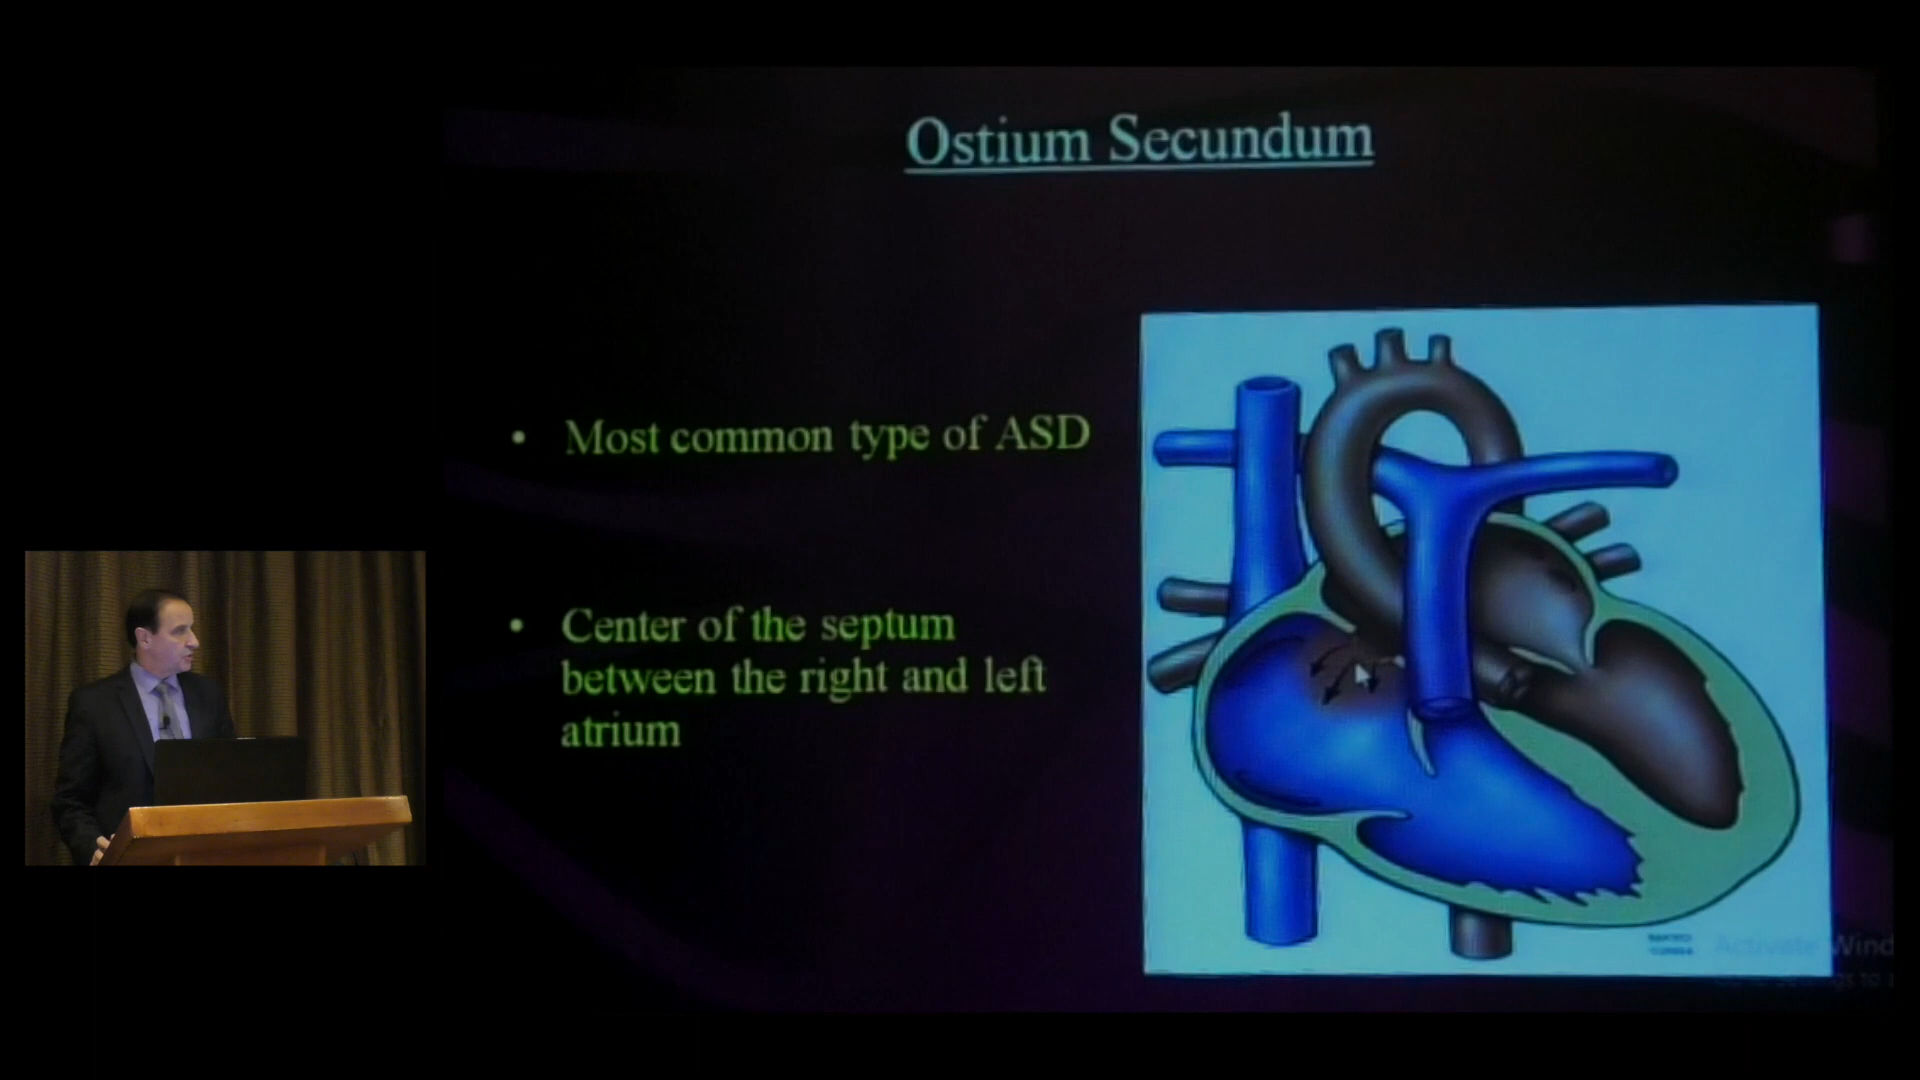 Ostium Secundum
• Most common type of ASD
• Center of the septum
between the right and left
atrium
Activate Wind